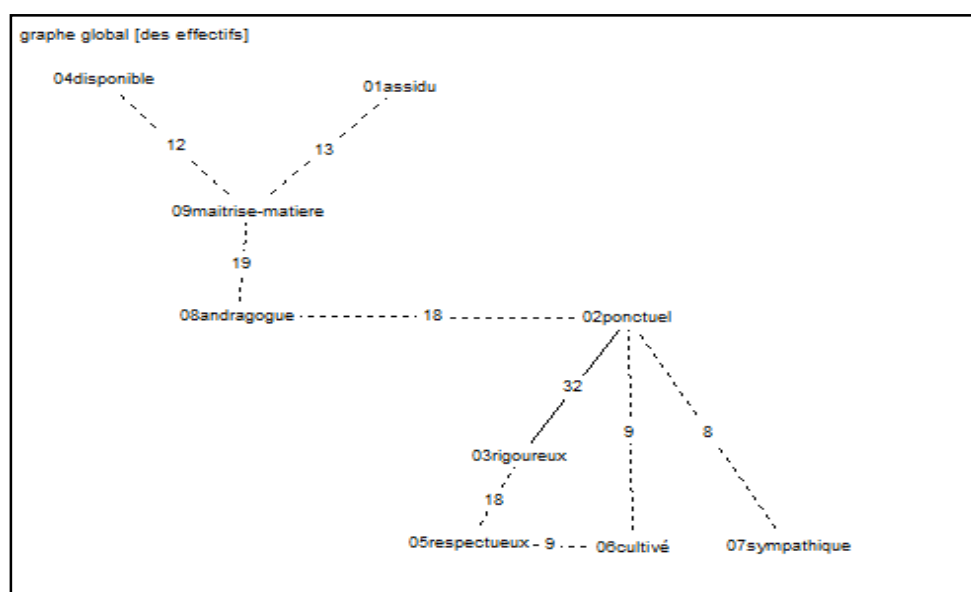 graphe global [des effectifs]
04disponible
01assidu
12
13
09maitrise-matiere
19
08andragogue
18
02ponctuel
32
9
8
03rigoureux
18
05respectueux
9
06cultivé
07sympathique